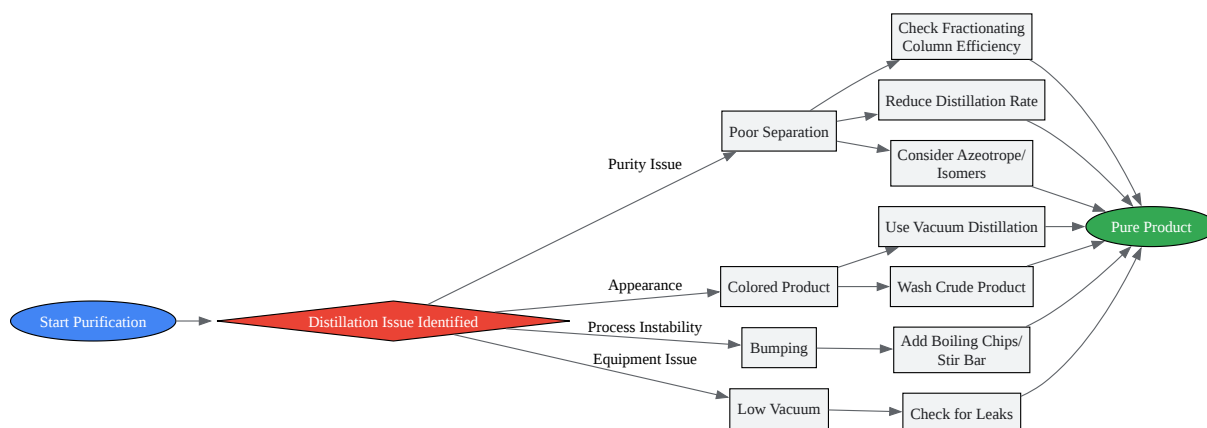 Check Fractionating
Column Efficiency
Reduce Distillation Rate
Poor Separation
Purity Issue
Consider Azeotrope/
Isomers
Use Vacuum Distillation
Pure Product
Appearance
Colored Product
Wash Crude Product
Start Purification
Distillation Issue Identified
Process Instability
Bumping
Add Boiling Chips/
Stir Bar
Equipment Issue
Low Vacuum
Check for Leaks